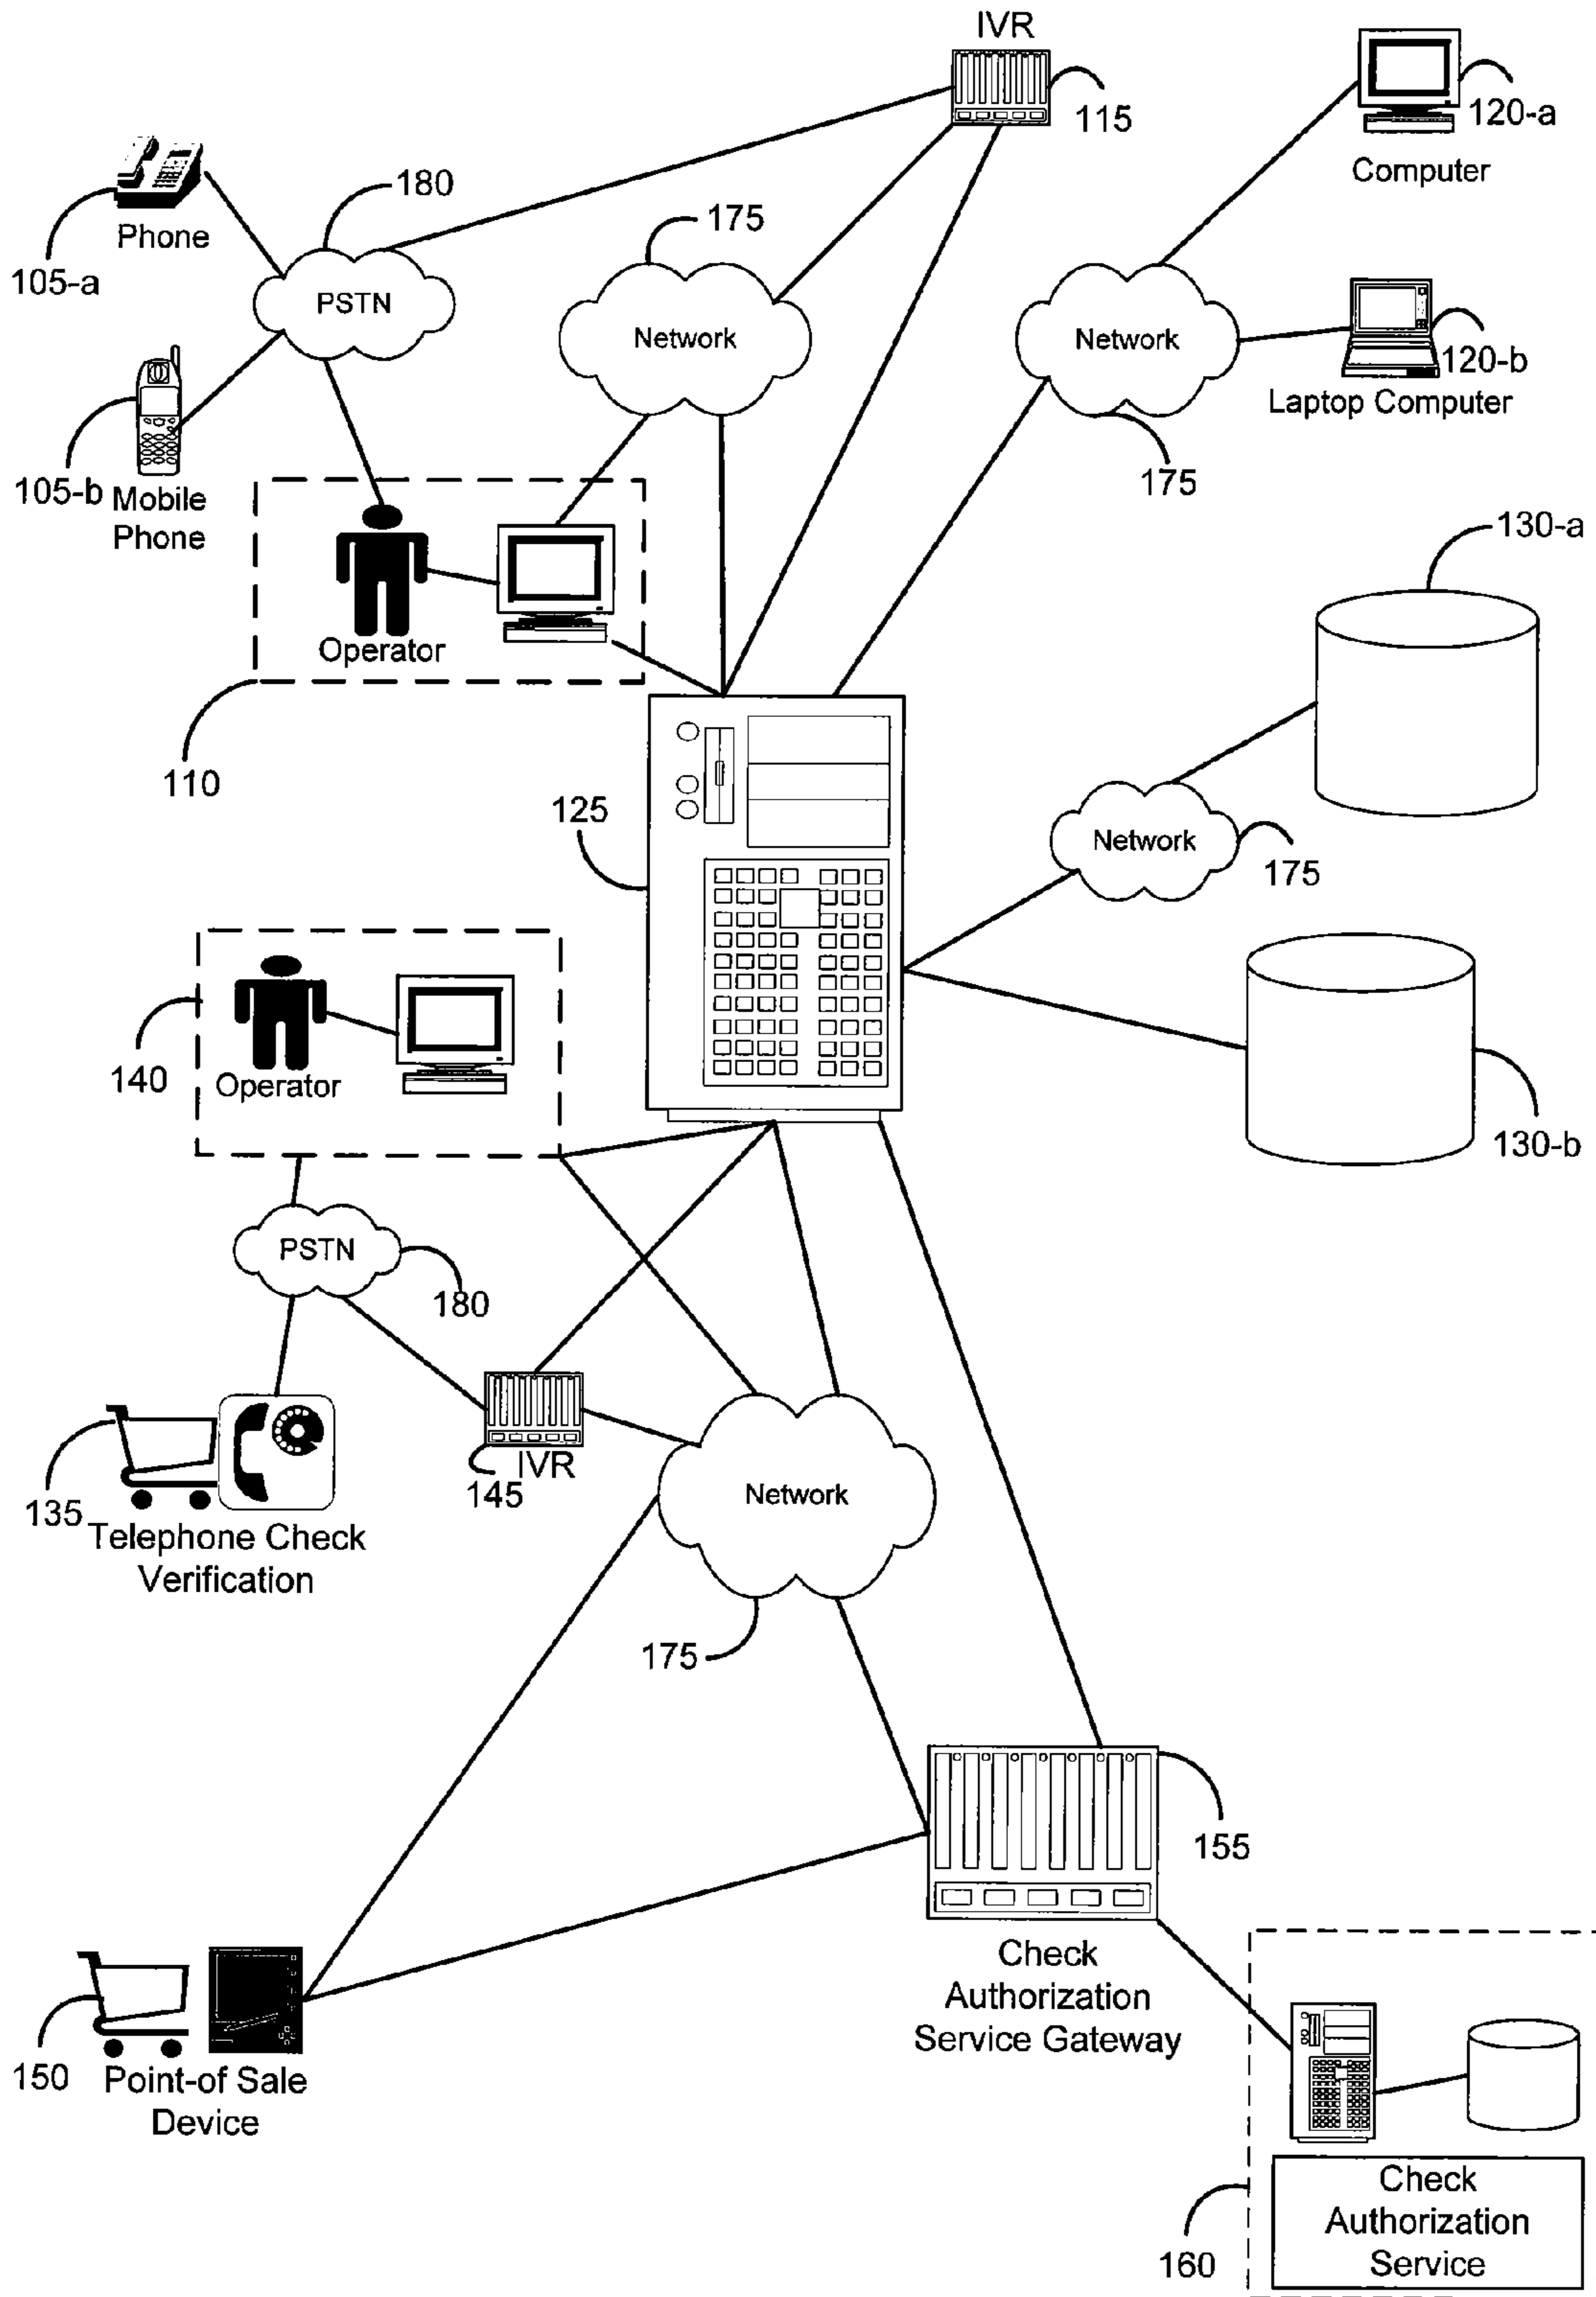 IVR
115
120-a
Computer
180
Phone
105-a
175
PSTN
Network
Network
120-b
Laptop Computer
175
105-b
Mobile
Phone
130-a
Operator
110
125
Network
175
140
Operator
130-b
PSTN
180
135
IVR
145
Telephone Check
Verification
Network
175
155
Check
Authorization
Service Gateway
150
Point-of Sale
Device
160
Check
Authorization
Service